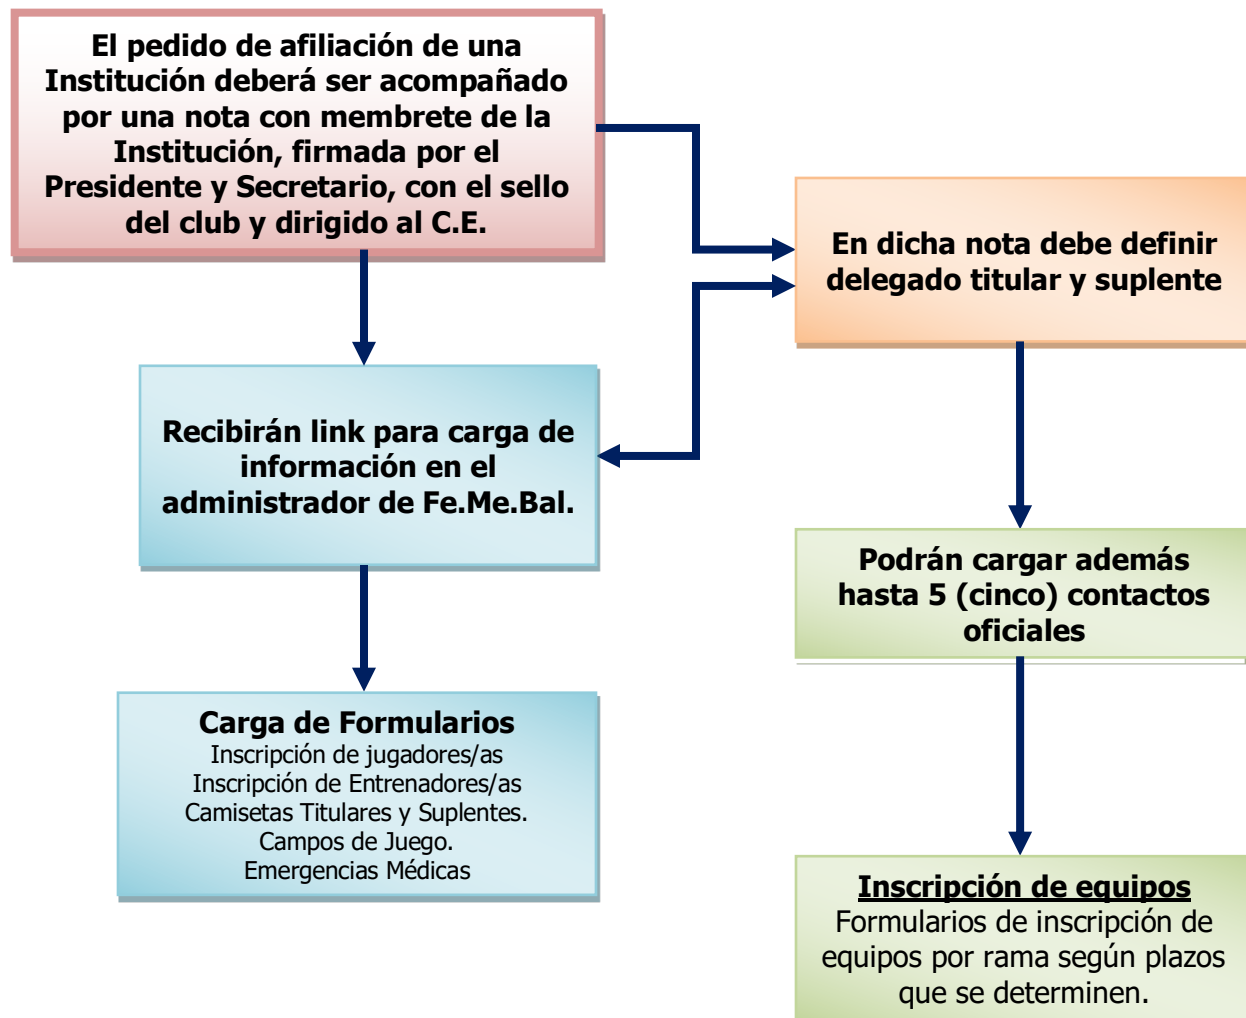 El pedido de afiliación de una
Institución deberá ser acompañado
por una nota con membrete de la
Institución, firmada por el
Presidente y Secretario, con el sello
del club y dirigido al C.E.
En dicha nota debe definir
delegado titular y suplente
Recibirán link para carga de
información en el
administrador de Fe.Me.Bal.
Podrán cargar además
hasta 5 (cinco) contactos
oficiales
Carga de Formularios
Inscripción de jugadores/as
Inscripción de Entrenadores/as
Camisetas Titulares y Suplentes.
Campos de Juego.
Emergencias Médicas
Inscripción de equipos
Formularios de inscripción de
equipos por rama según plazos
que se determinen.